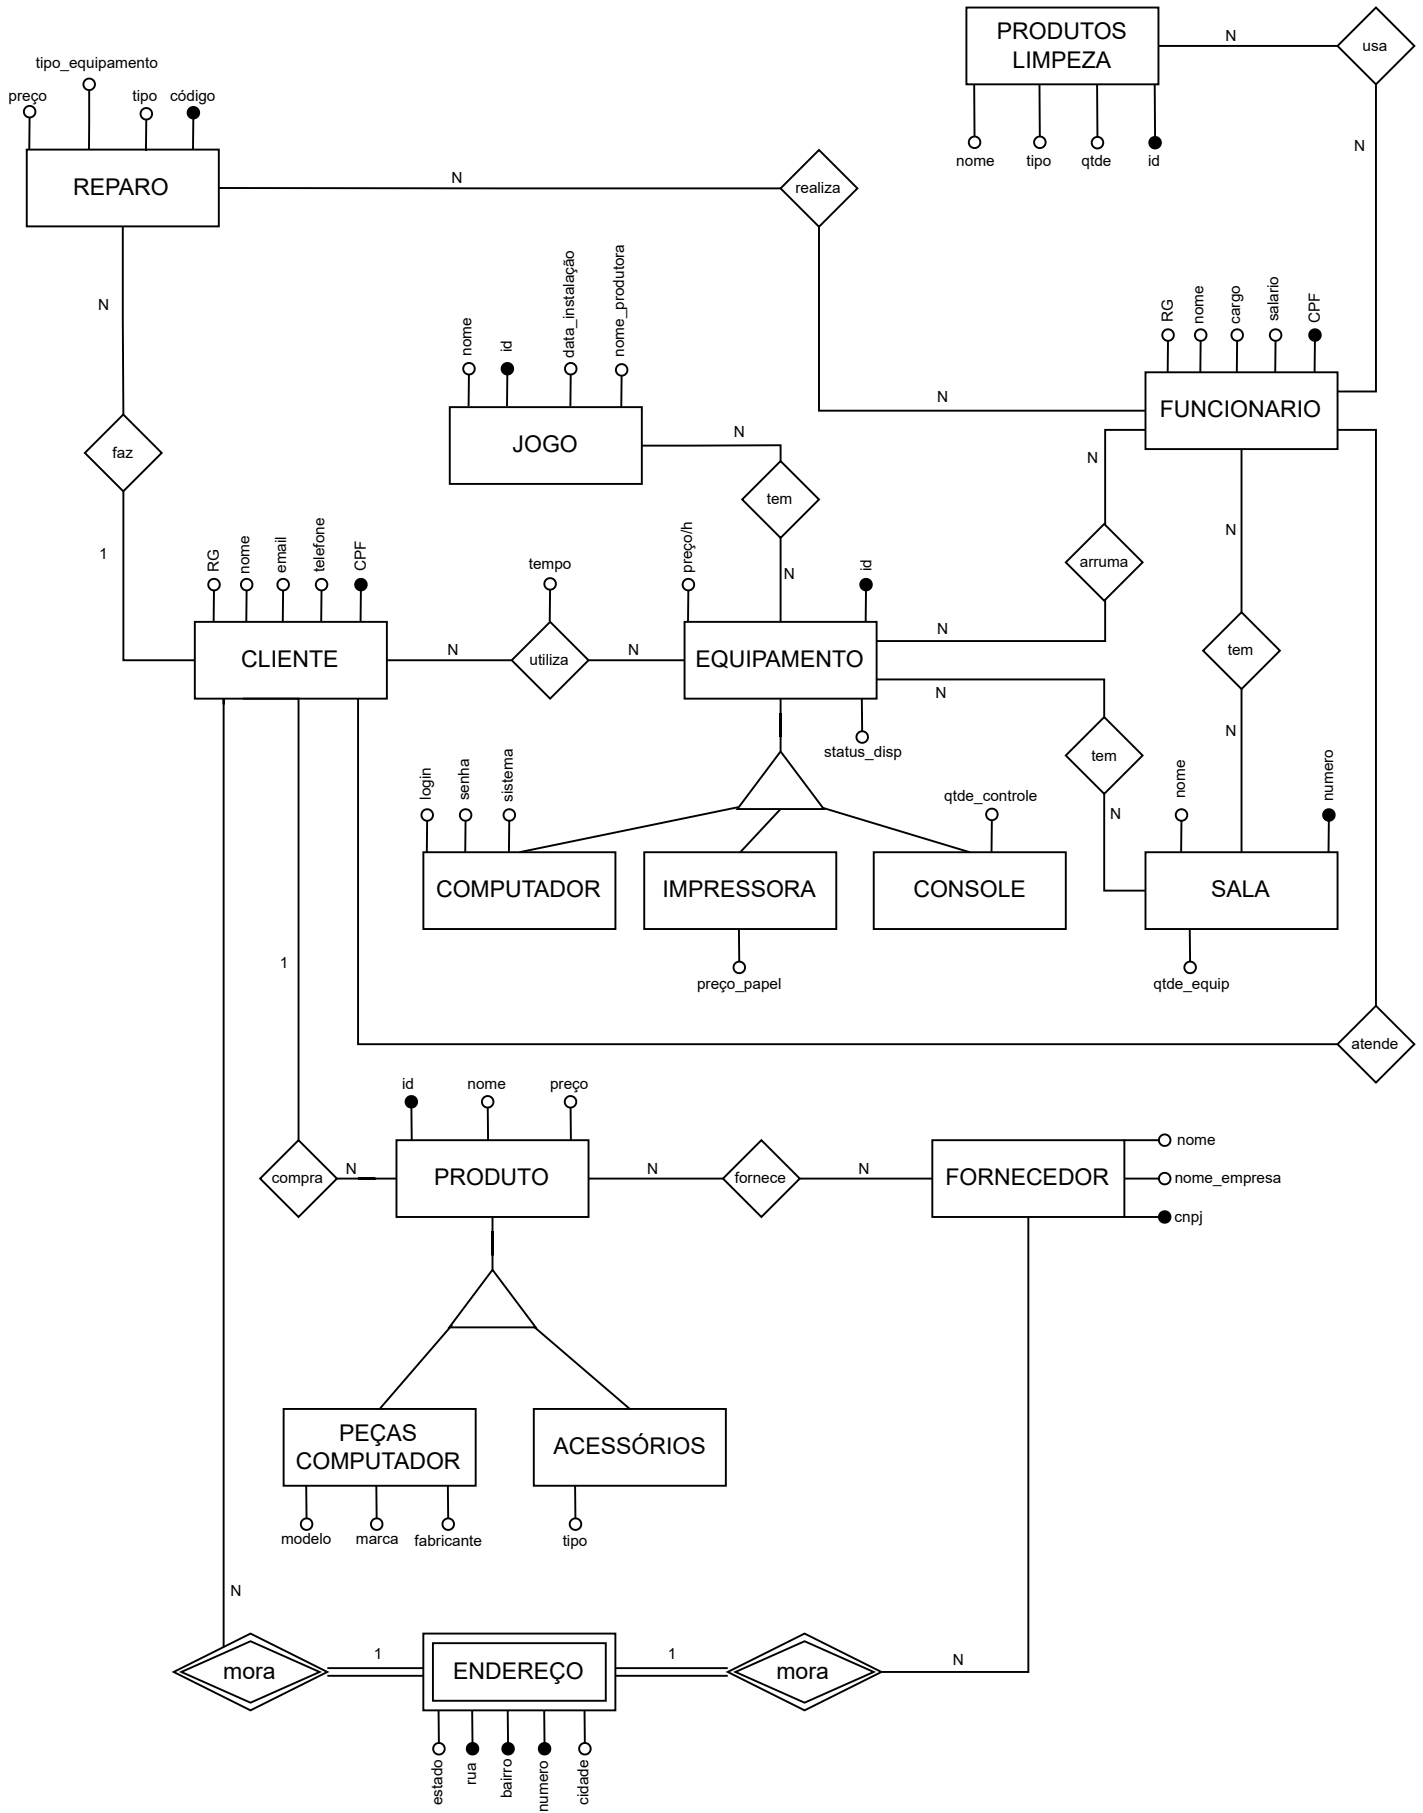 PRODUTOS
LIMPEZA
N
usa
tipo_equipamento
preço
tipo
código
nome
tipo
qtde
id
N
REPARO
N
realiza
N
nome
id
data_instalação
nome_produtora
RG
nome
cargo
salario
CPF
JOGO
N
N
FUNCIONARIO
faz
tem
N
1
RG
nome
email
telefone
CPF
tempo
preço/h
N
id
arruma
N
CLIENTE
N
utiliza
N
EQUIPAMENTO
N
N
tem
status_disp
tem
N
login
senha
sistema
qtde_controle
N
nome
numero
COMPUTADOR
IMPRESSORA
CONSOLE
SALA
1
preço_papel
qtde_equip
atende
id
nome
preço
compra
N
PRODUTO
N
fornece
N
FORNECEDOR
nome
nome_empresa
cnpj
PEÇAS
COMPUTADOR
ACESSÓRIOS
modelo
marca
fabricante
tipo
N
mora
1
ENDEREÇO
1
mora
N
estado
rua
bairro
numero
cidade